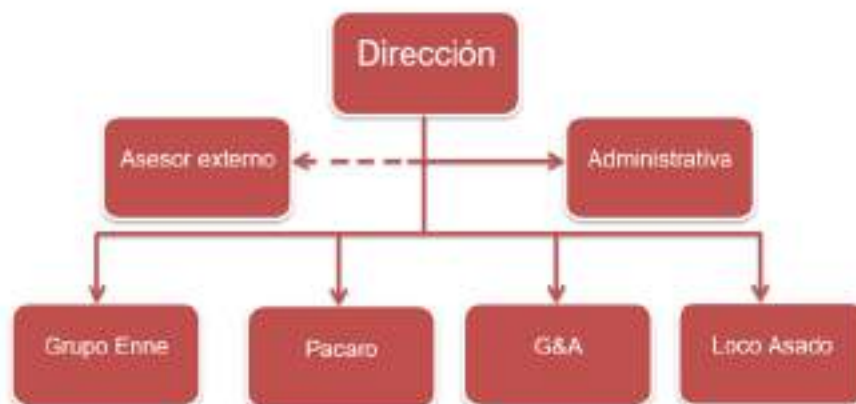 Dirección
Asesor externo
Administrativa
Grupo Enne
Pacaro
G&A
Loco Asado